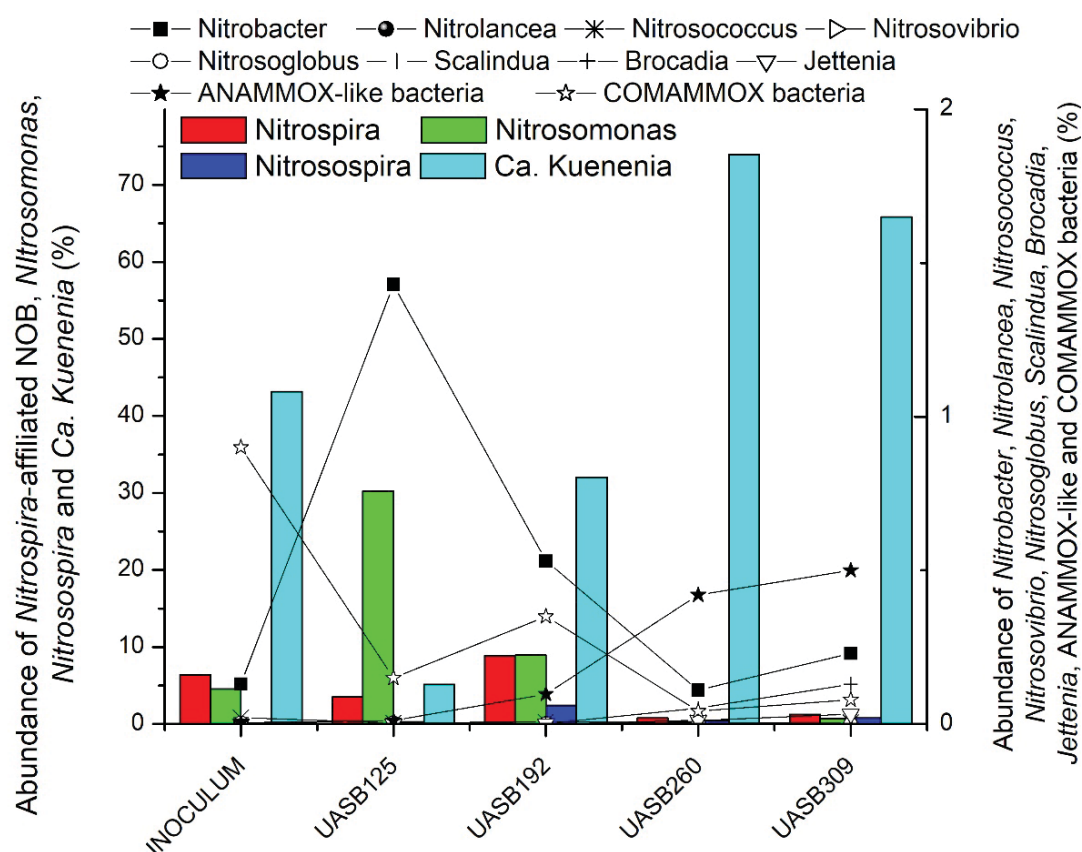 Nitrobacter Nitrolancea Nitrosococcus Nitrosovibrio
Nitrosoglobus Scalindua Brocadia Jettenia
ANAMMOX-like bacteria COMAMMOX bacteria
Nitrospira Nitrosomonas
Nitrosospira Ca. Kuenenia
Abundance of Nitrospira-affiliated NOB, NItrosomonas,
Nitrosospira and Ca. Kuenenia (%)
70
60
50
40
30
20
10
0
2
1
0
Abundance of Nitrobacter, Nitrolancea, Nitrosococcus,
Nitrosovibrio, Nitrosoglobus, Scalindua, Brocadia,
Jettenia, ANAMMOX-like and COMAMMOX bacteria (%)
INOCULUM
UASB125
UASB192
UASB260
UASB309